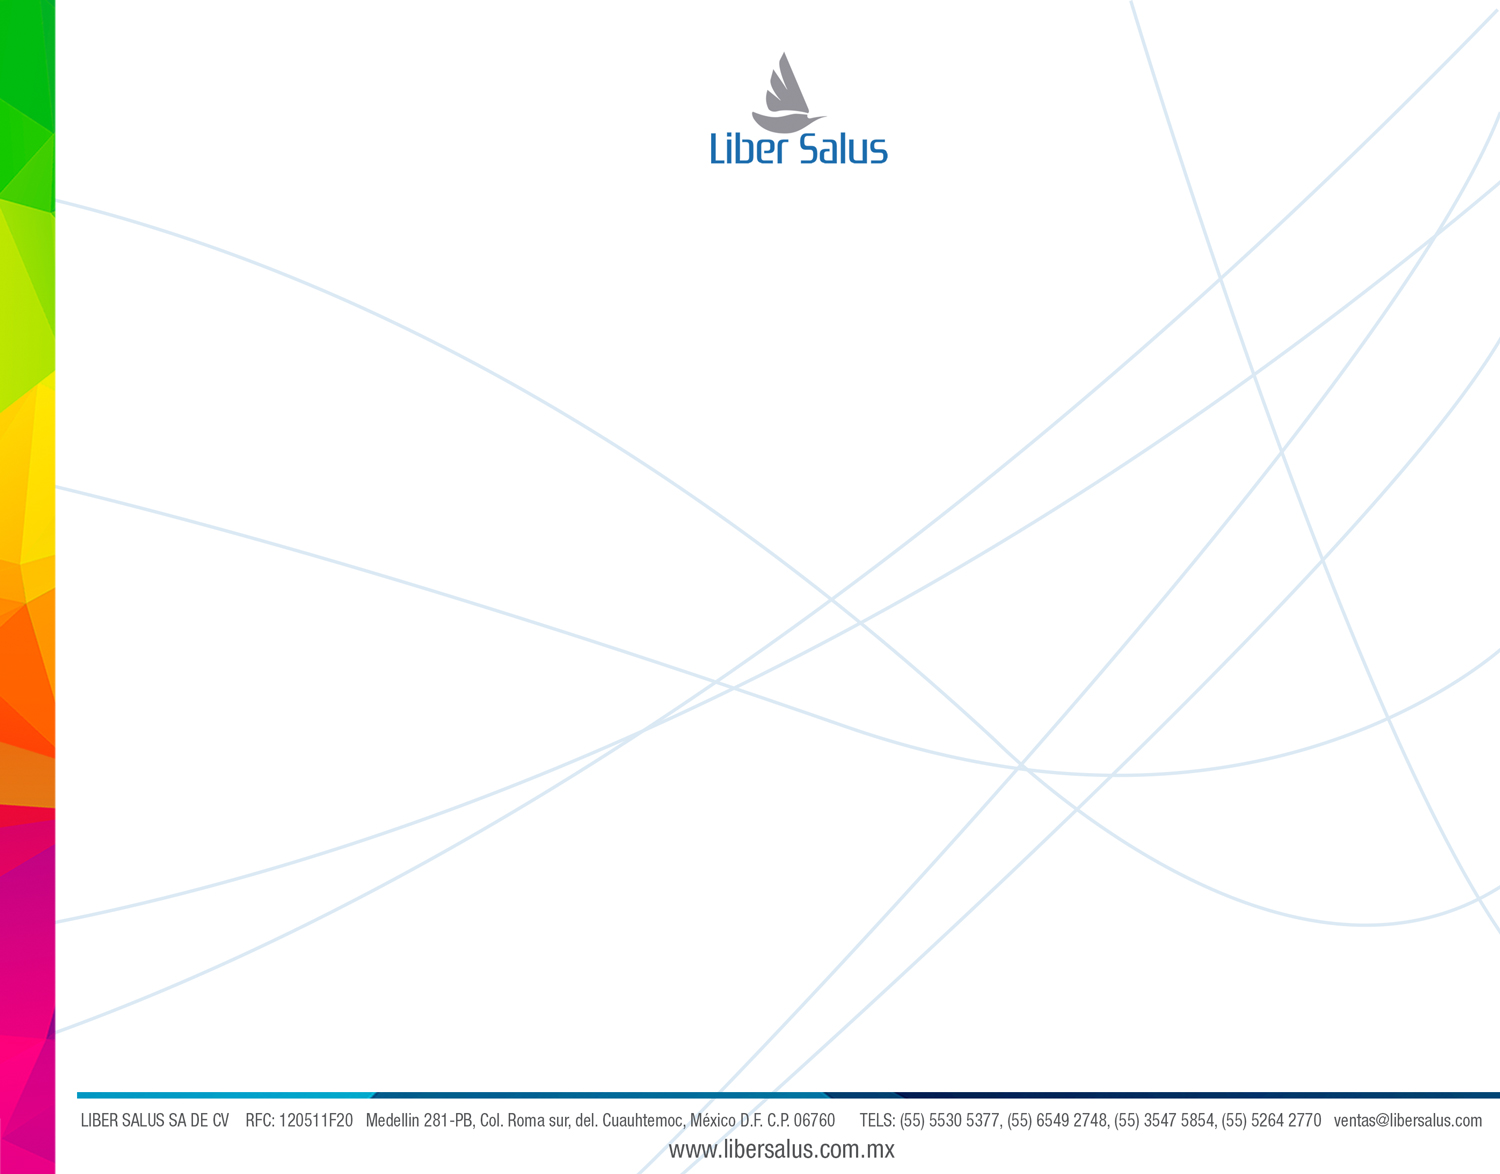 Liber Salus
LIBER SALUS SA DE CV RFC: 120511F20 Medellin 281-PB, Col. Roma sur, del. Cuauhtemoc, México D.F. C.P. 06760 TELS: (55) 5530 5377, (55) 6549 2748, (55) 3547 5854, (55) 5264 2770 ventas@libersalus.com
www.libersalus.com.mx